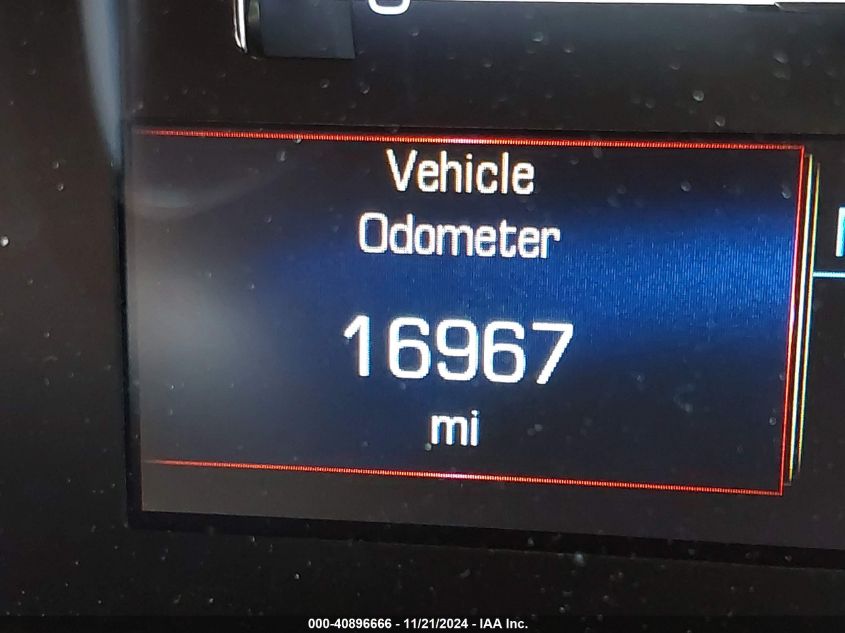 Vehicle
Odometer
16967
mi
000-40896666 - 11/21/2024 - IAA Inc.